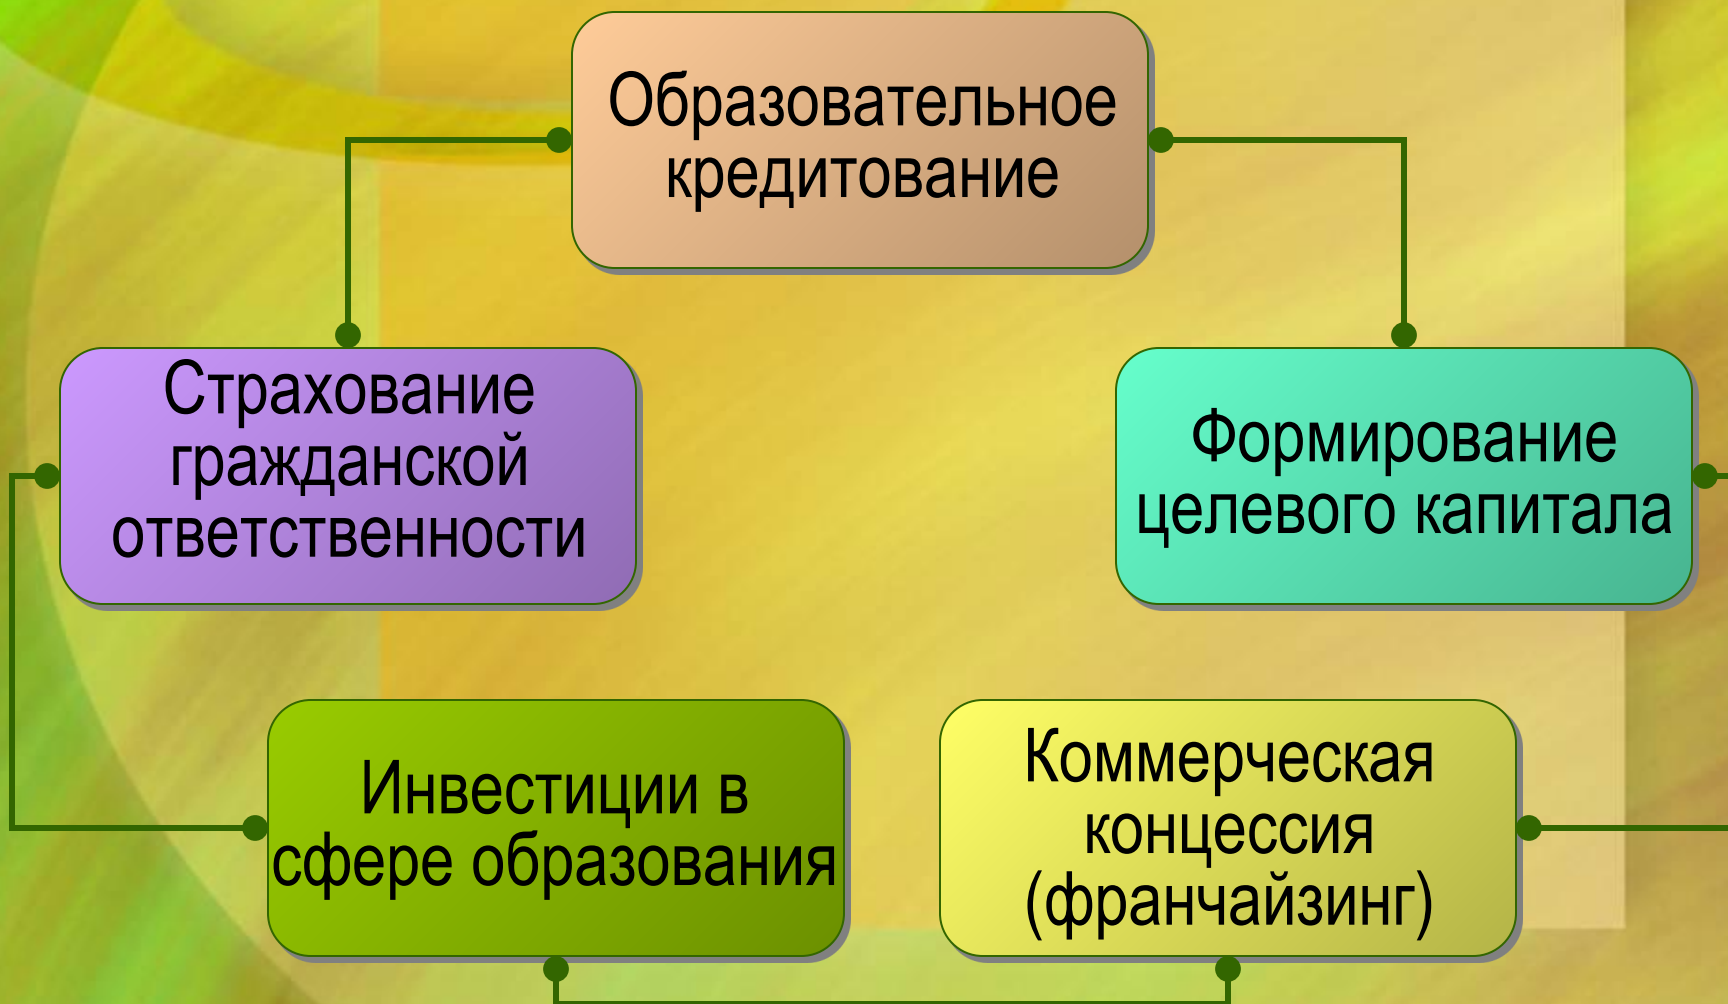 Образовательное
кредитование
Страхование
гражданской
ответственности
Формирование
целевого капитала
Инвестиции в
сфере образования
Коммерческая
концессия
(франчайзинг)